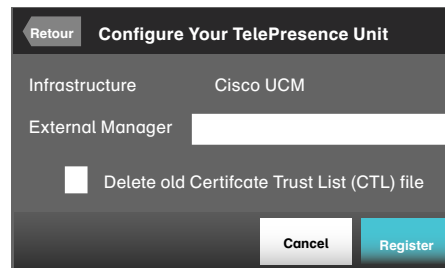 Retour Configure Your TelePresence Unit
Infrastructure Cisco UCM
External Manager
Delete old Certifcate Trust List (CTL) file
Cancel Register